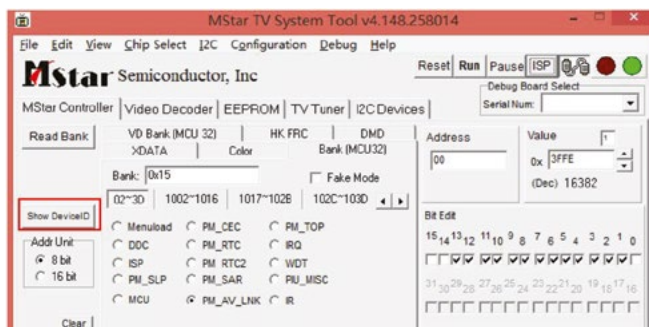 MStar TV System Tool v4.148.258014
File Edit View Chip Select I2C Configuration Debug Help
MStar Semiconductor, Inc
Reset Run Pause ISP
Debug Board Select
Serial Num:
MStar Controller Video Decoder EEPROM TV Tuner I2C Devices
Read Bank
VD Bank (MCU 32) HK FRC DMD
XDATA Color Bank (MCU32)
Bank: 0x15 Fake Mode
02~3D 1002~1016 1017~102B 102C~103D
Show DeviceID
Addr Unit
8 bit
16 bit
Clear
Menuload PM_CEC PM_TOP
DDC PM_RTC IRQ
ISP PM_RTC2 WDT
PM_SLP PM_SAR PIU_MISC
MCU PM_AV_LNK IR
Address
00
Value
0x 3FFE
(Dec) 16382
Bit Edit
15 14 13 12 11 10 9 8 7 6 5 4 3 2 1 0
31 30 29 28 27 26 25 24 23 22 21 20 19 18 17 16